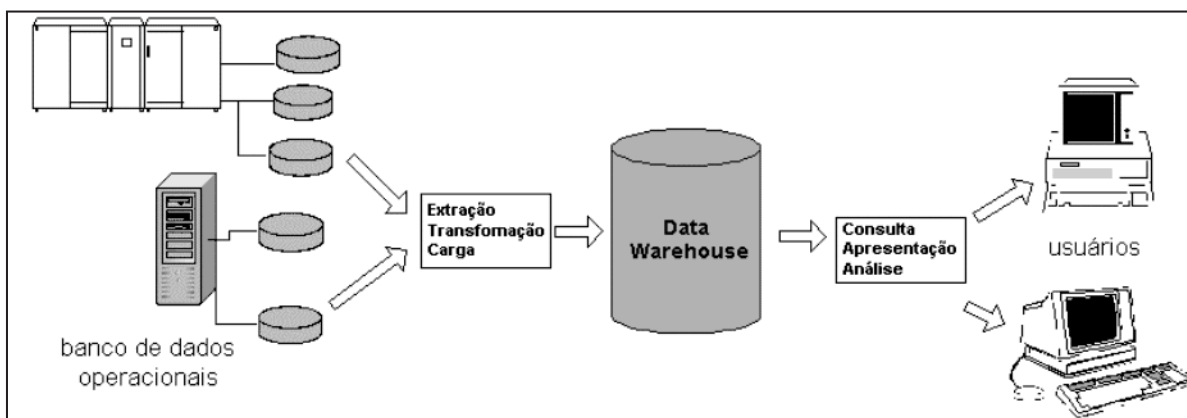 banco de dados
operacionais
Extração
Transfomação
Carga
Data
Warehouse
Consulta
Apresentação
Análise
usuários